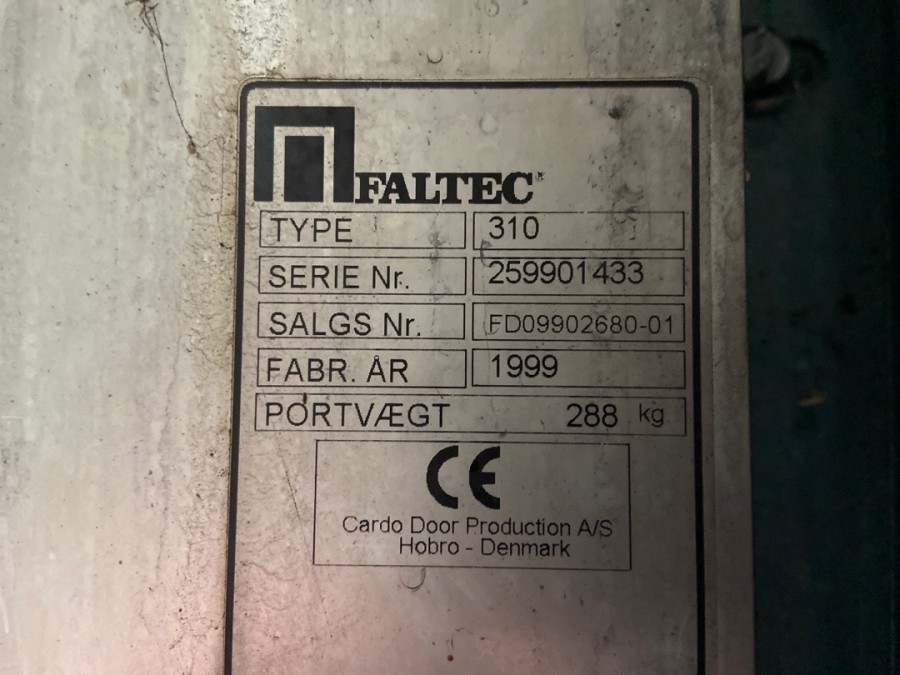 FALTEC
TYPE 310
SERIE Nr. 259901433
SALGS Nr. FD09902680-01
FABR. ÅR 1999
PORTVÆGT 288 kg
CE
Cardo Door Production A/S
Hobro - Denmark